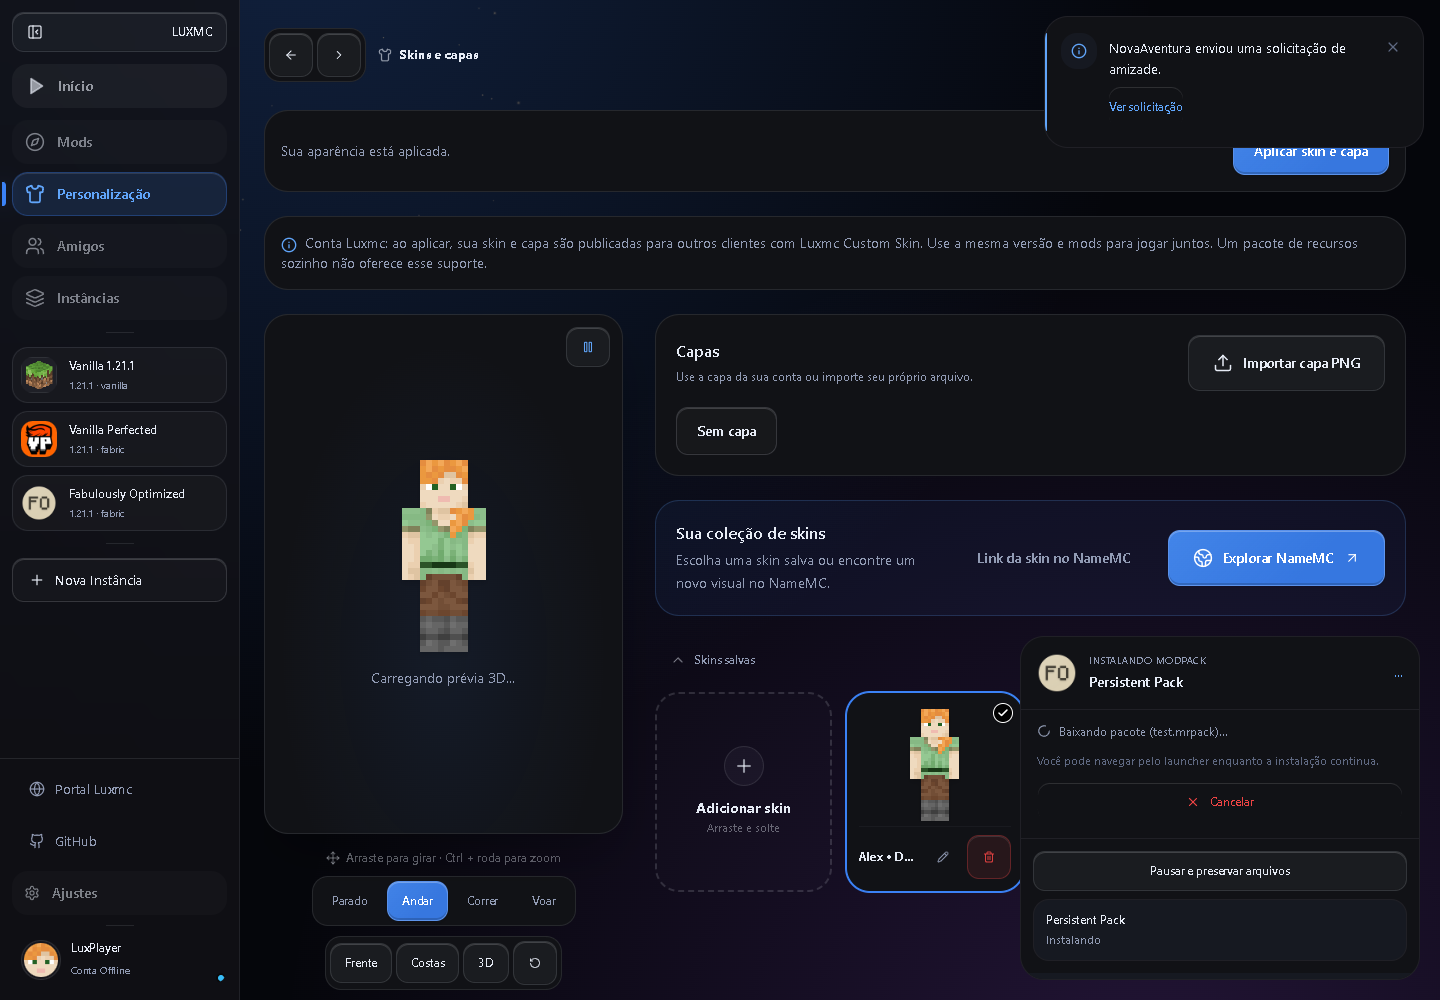 LUXMC
Início
Mods
Personalização
Amigos
Instâncias
Vanilla 1.21.1
1.21.1 · vanilla
Vanilla Perfected
1.21.1 · fabric
Fabulously Optimized
1.21.1 · fabric
Nova Instância
Portal Luxmc
GitHub
Ajustes
LuxPlayer
Conta Offline
Skins e capas
NovaAventura enviou uma solicitação de
amizade.
Ver solicitação
Sua aparência está aplicada.
Aplicar skin e capa
Conta Luxmc: ao aplicar, sua skin e capa são publicadas para outros clientes com Luxmc Custom Skin. Use a mesma versão e mods para jogar juntos. Um pacote de recursos
sozinho não oferece esse suporte.
Carregando prévia 3D...
Arraste para girar · Ctrl + roda para zoom
Parado
Andar
Correr
Voar
Frente
Costas
3D
Capas
Use a capa da sua conta ou importe seu próprio arquivo.
Importar capa PNG
Sem capa
Sua coleção de skins
Escolha uma skin salva ou encontre um
novo visual no NameMC.
Link da skin no NameMC
Explorar NameMC
Skins salvas
Adicionar skin
Arraste e solte
Alex • D...
FO
INSTALANDO MODPACK
Persistent Pack
...
Baixando pacote (test.mrpack)...
Você pode navegar pelo launcher enquanto a instalação continua.
Cancelar
Pausar e preservar arquivos
Persistent Pack
Instalando